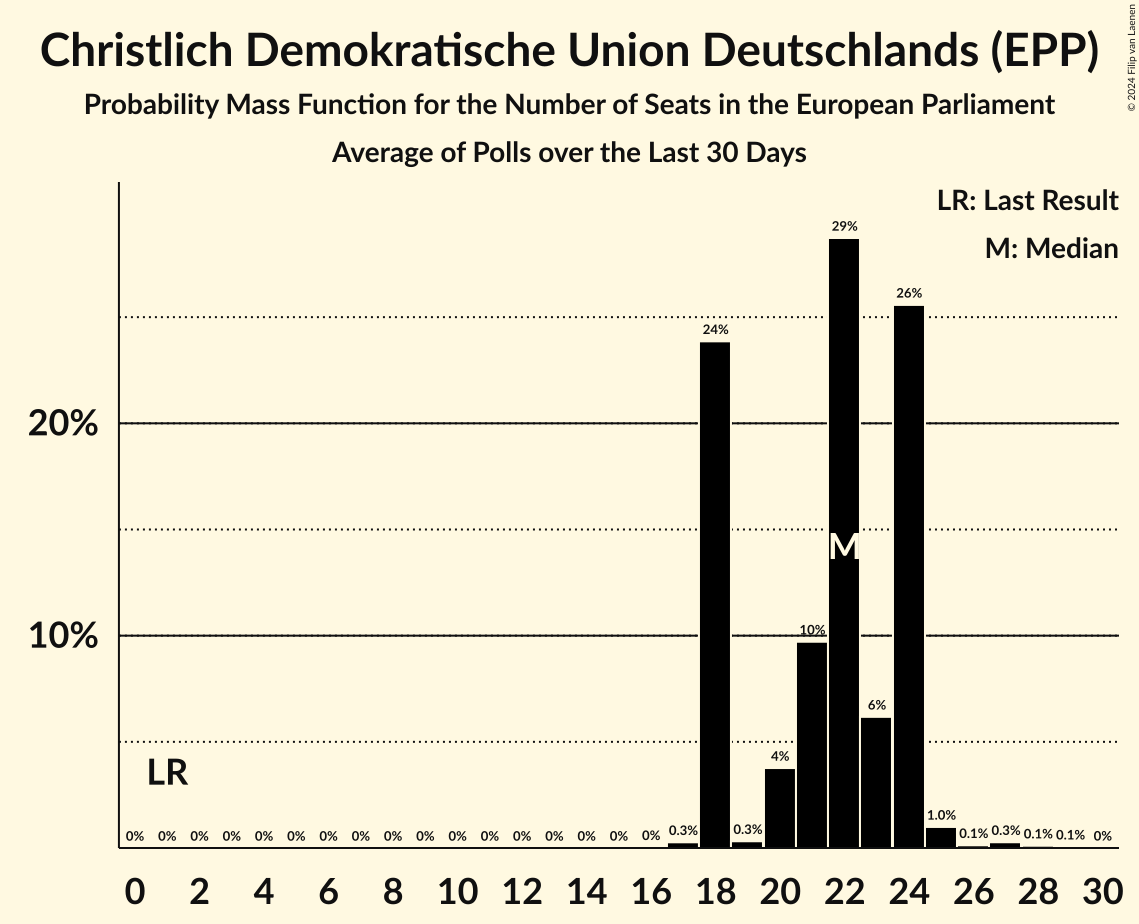 Christlich Demokratische Union Deutschlands (EPP)
Probability Mass Function for the Number of Seats in the European Parliament
Average of Polls over the Last 30 Days
© 2024 Filip van Laenen
LR: Last Result
M: Median
29%
26%
24%
20%
M
10%
10%
6%
4%
LR
0% 0% 0% 0% 0% 0% 0% 0% 0% 0% 0% 0% 0% 0% 0% 0% 0% 0.3% 0.3% 1.0% 0.1% 0.3% 0.1% 0.1% 0%
0 2 4 6 8 10 12 14 16 18 20 22 24 26 28 30